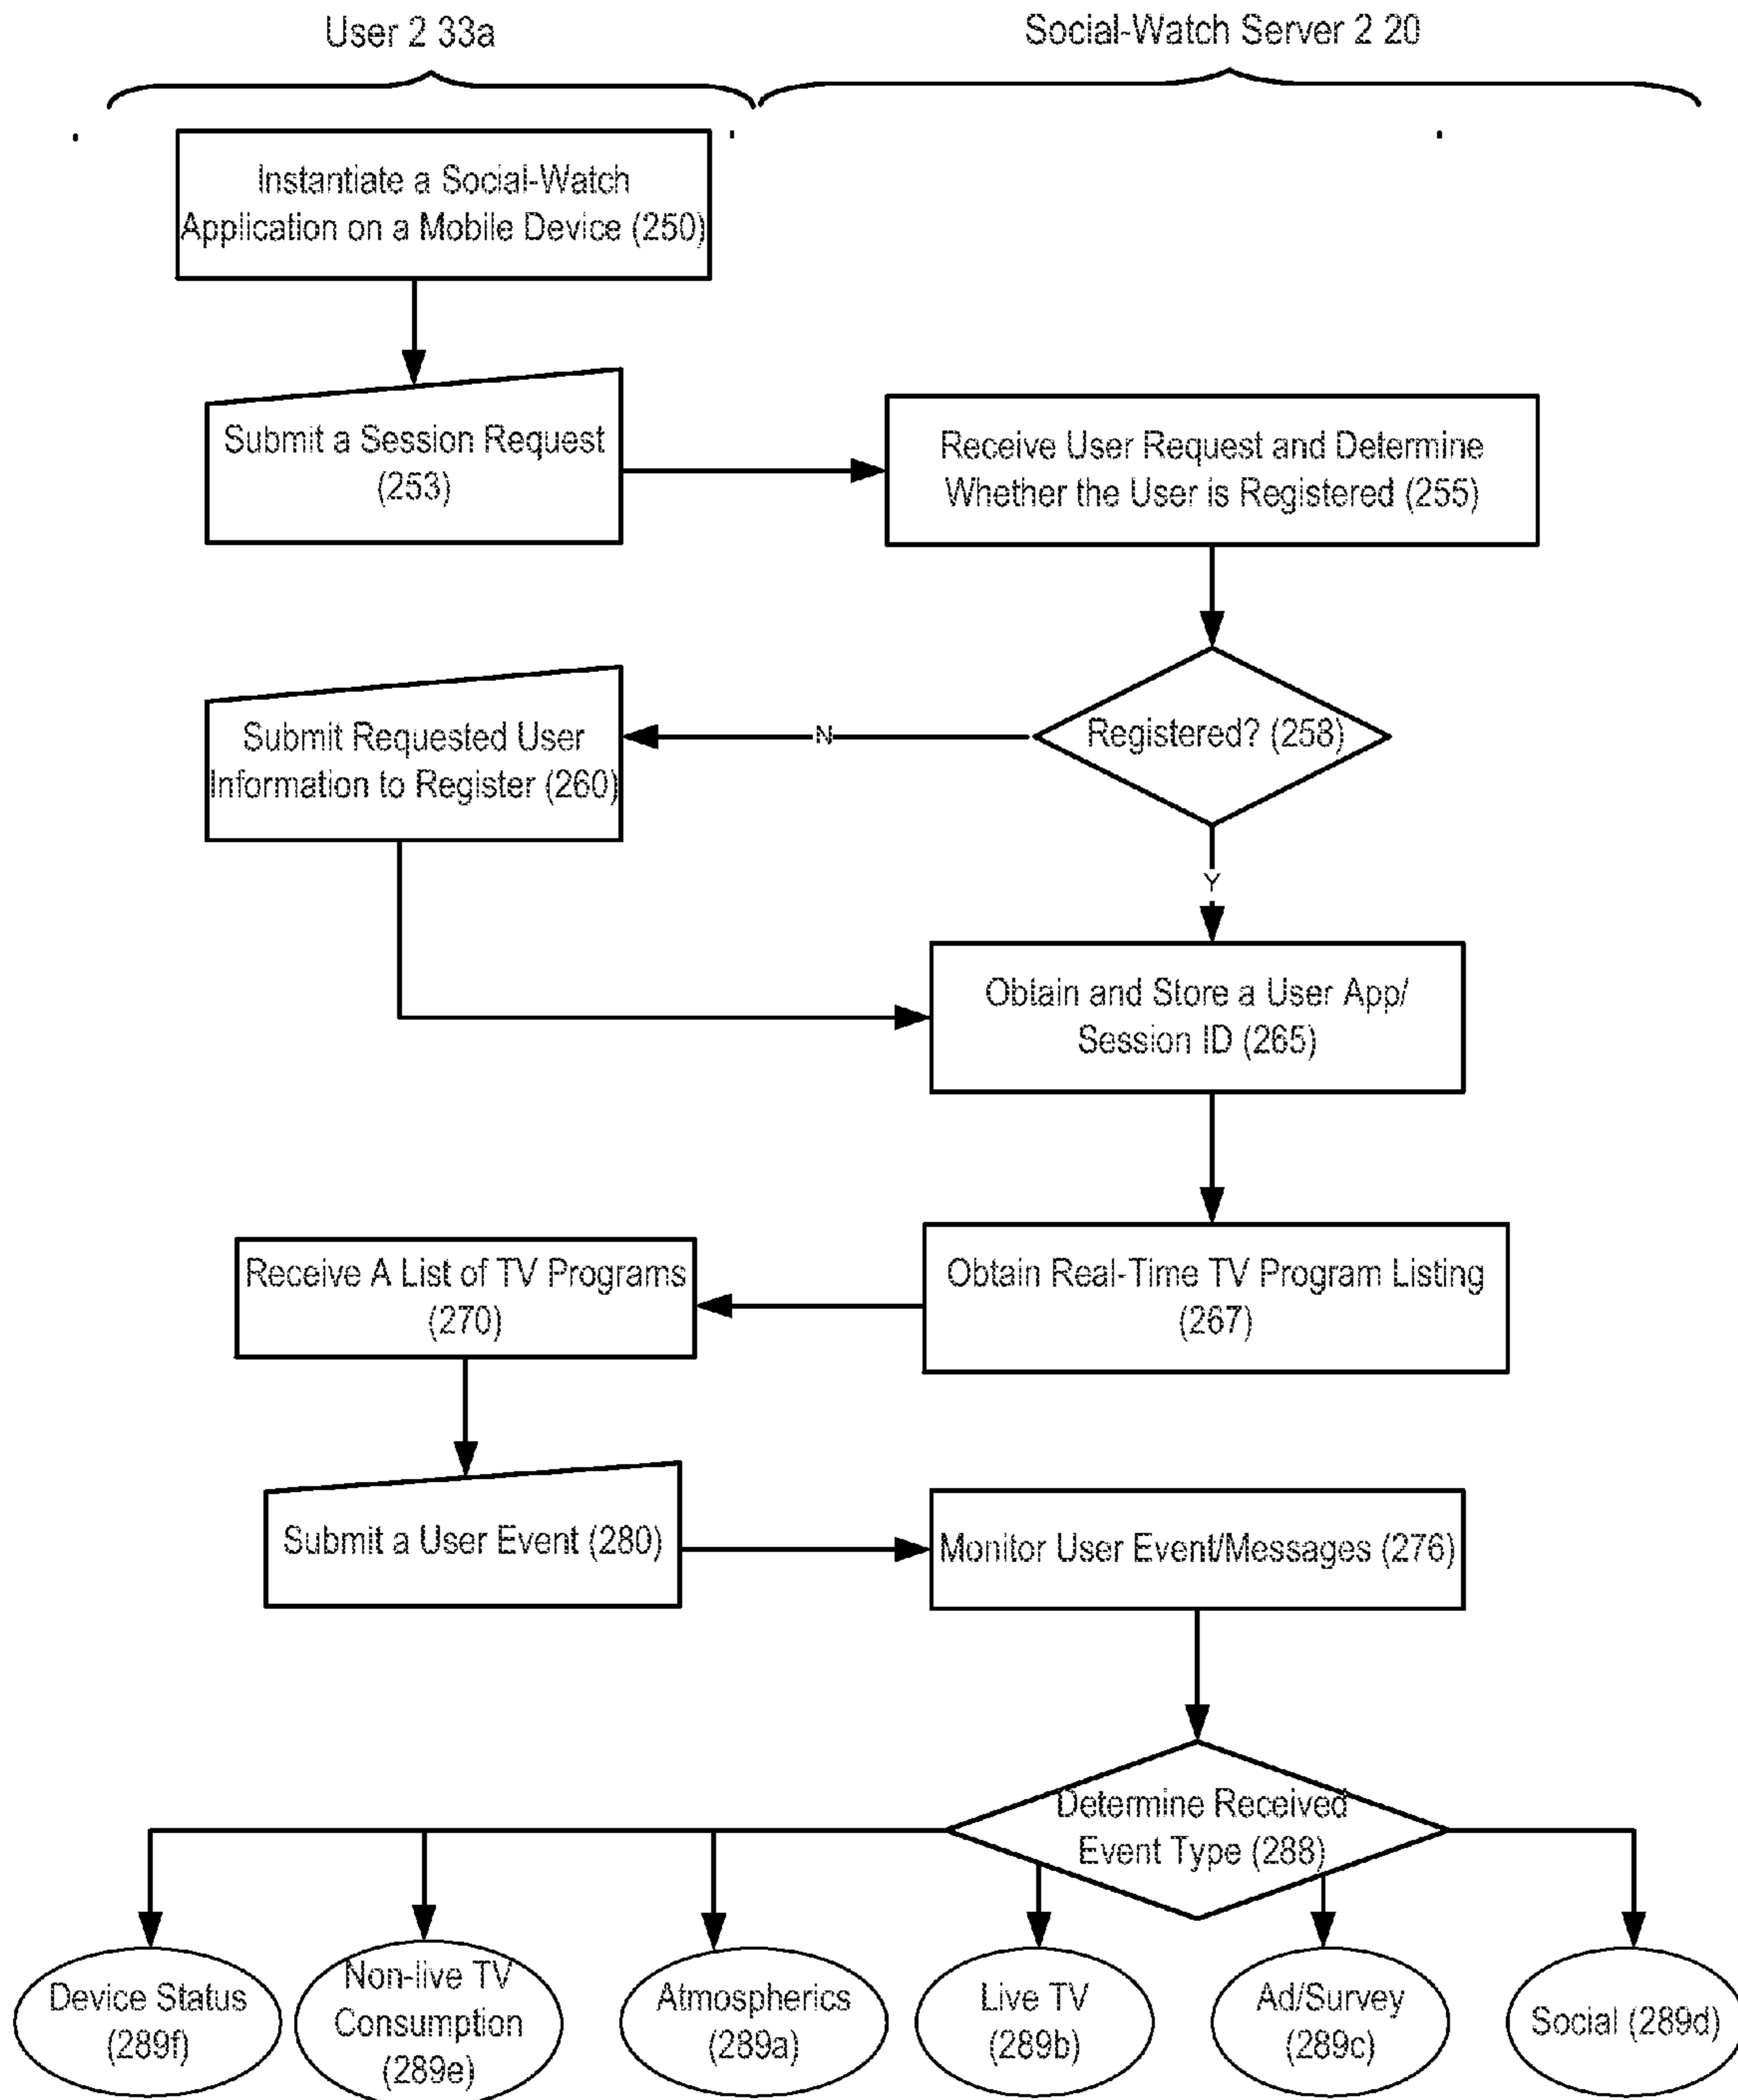 User 2 33a
Social-Watch Server 2 20
Instantiate a Social-Watch
Application on a Mobile Device (250)
Submit a Session Request
(253)
Receive User Request and Determine
Whether the User is Registered (255)
Registered? (258)
N
Submit Requested User
Information to Register (260)
Y
Obtain and Store a User App/
Session ID (265)
Obtain Real-Time TV Program Listing
(267)
Receive A List of TV Programs
(270)
Submit a User Event (280)
Monitor User Event/Messages (276)
Determine Received
Event Type (288)
Device Status
(289f)
Non-live TV
Consumption
(289e)
Atmospherics
(289a)
Live TV
(289b)
Ad/Survey
(289c)
Social (289d)